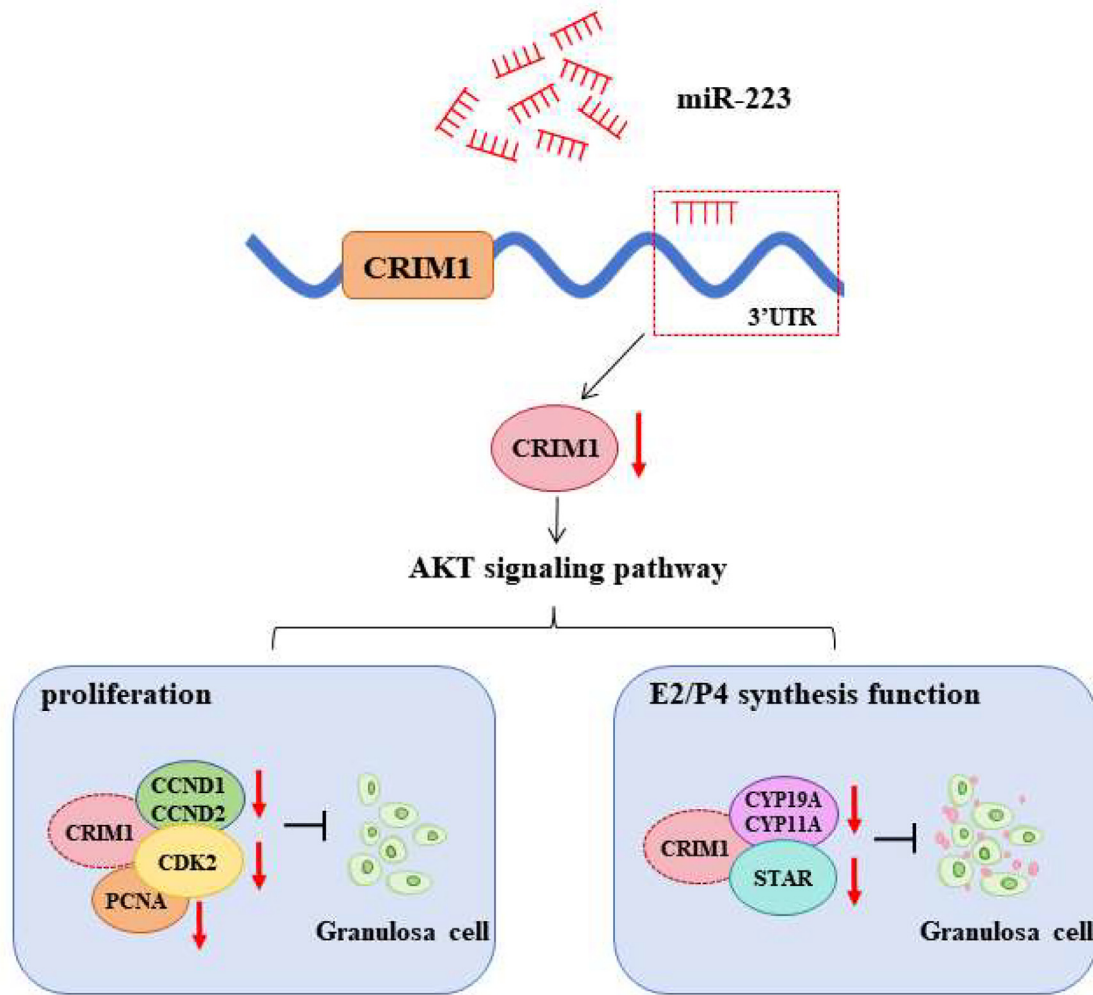 miR-223
CRIM1
3’UTR
CRIM1
AKT signaling pathway
proliferation
CCND1
CCND2
CRIM1
CDK2
PCNA
Granulosa cell
E2/P4 synthesis function
CYP19A
CYP11A
CRIM1
STAR
Granulosa cell